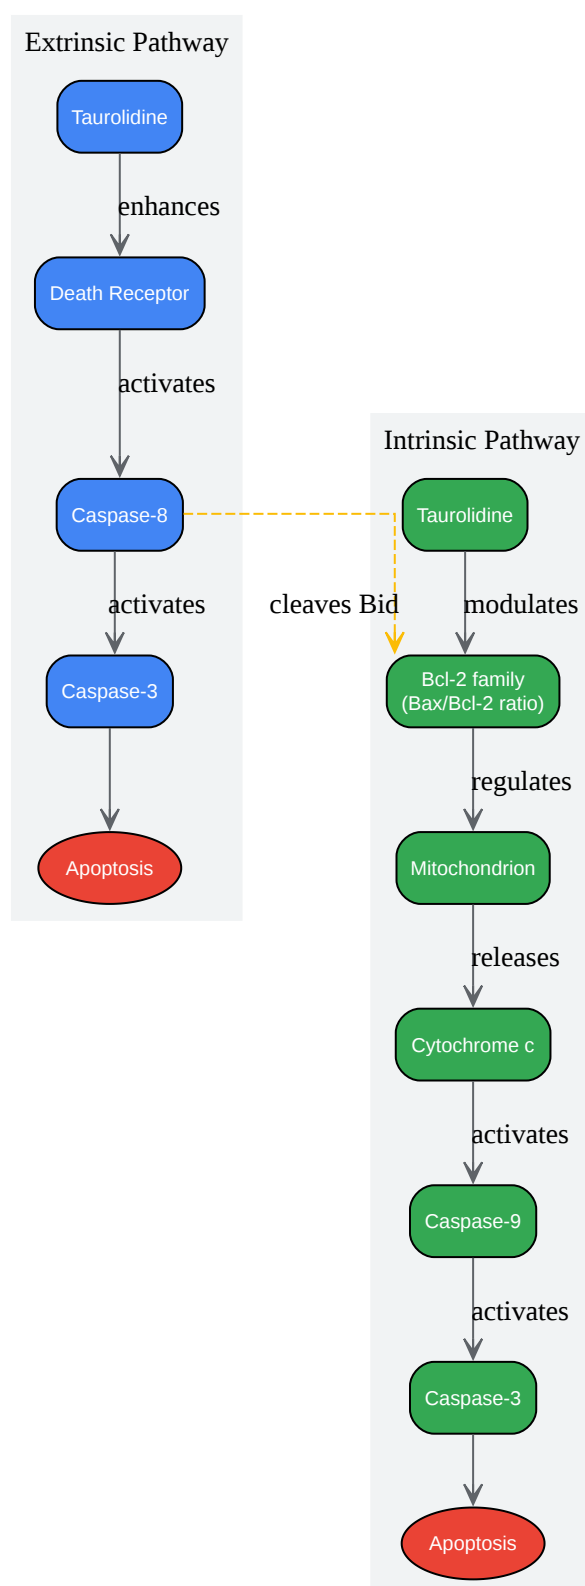 Extrinsic Pathway
Taurolidine
enhances
Death Receptor
activates
Caspase-8
activates
Caspase-3
Apoptosis
cleaves Bid
Intrinsic Pathway
Taurolidine
modulates
Bcl-2 family
(Bax/Bcl-2 ratio)
regulates
Mitochondrion
releases
Cytochrome c
activates
Caspase-9
activates
Caspase-3
Apoptosis